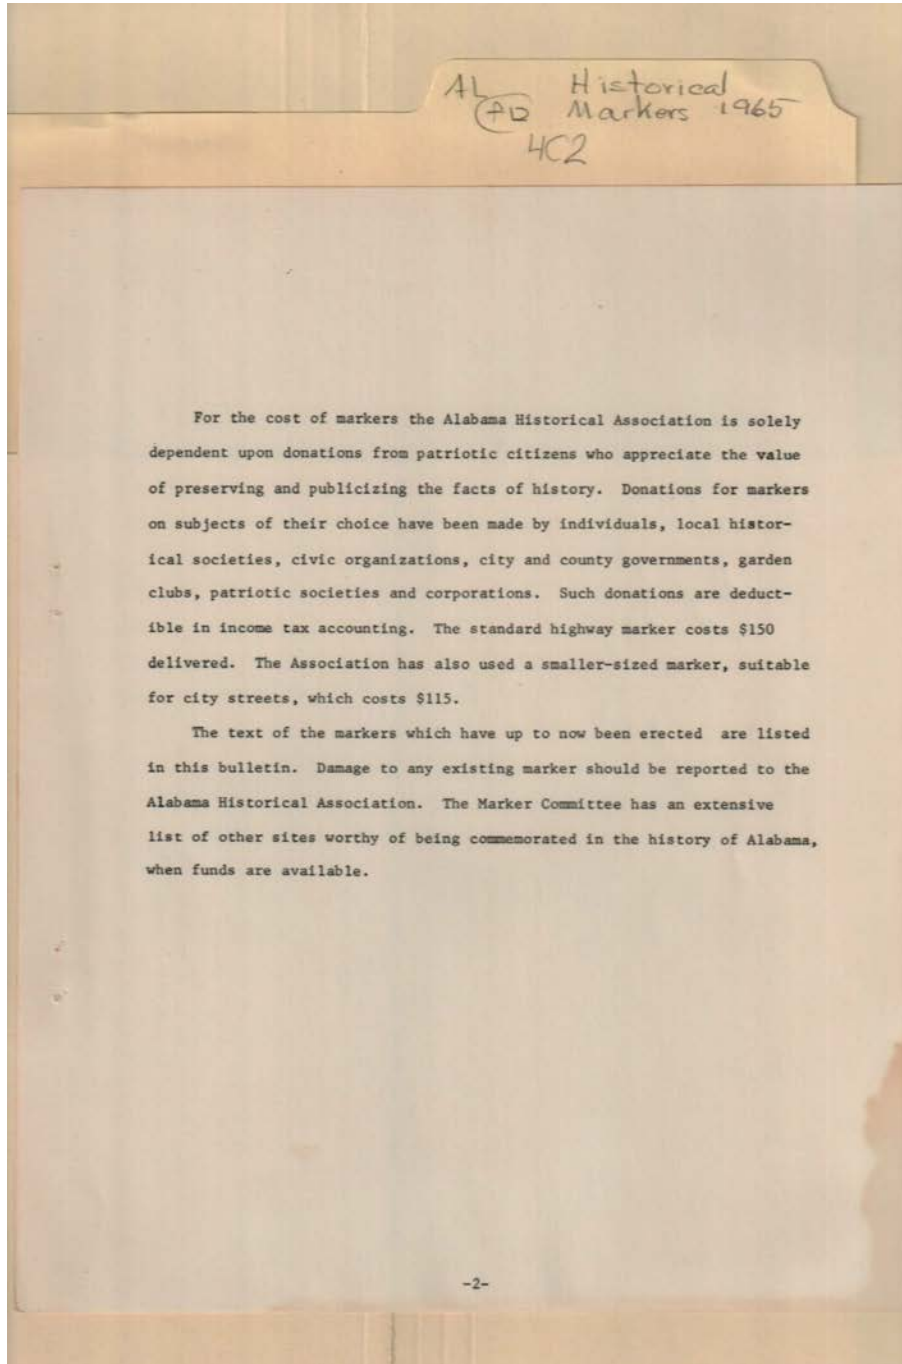 AL Historical
PD Markers 1965
4C2
For the cost of markers the Alabama Historical Association is solely
dependent upon donations from patriotic citizens who appreciate the value
of preserving and publicizing the facts of history. Donations for markers
on subjects of their choice have been made by individuals, local histor-
ical societies, civic organizations, city and county governments, garden
clubs, patriotic societies and corporations. Such donations are deduct-
ible in income tax accounting. The standard highway marker costs $150
delivered. The Association has also used a smaller-sized marker, suitable
for city streets, which costs $115.
The text of the markers which have up to now been erected are listed
in this bulletin. Damage to any existing marker should be reported to the
Alabama Historical Association. The Marker Committee has an extensive
list of other sites worthy of being commemorated in the history of Alabama,
when funds are available.
-2-